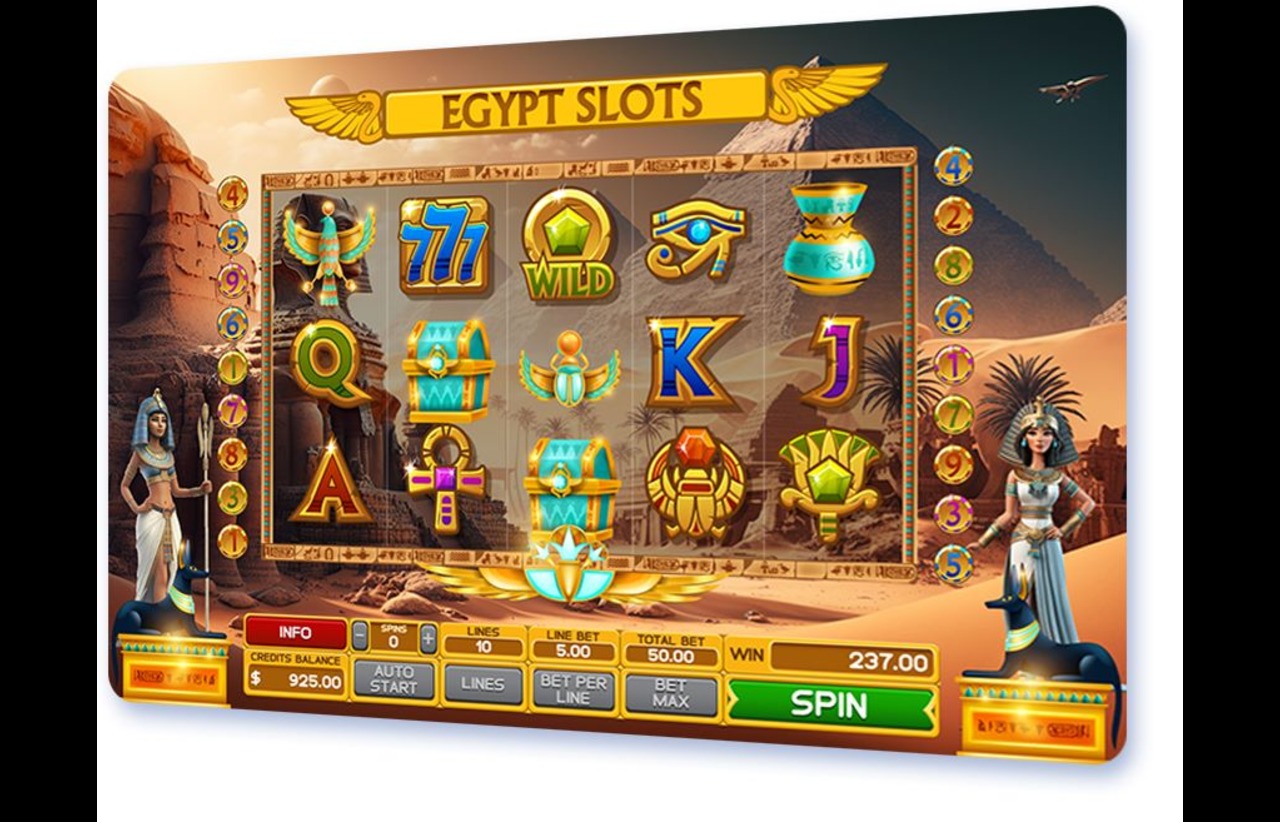 EGYPT SLOTS
4
5
9
6
1
7
8
3
1
777
WILD
Q
K
J
A
4
2
8
6
1
7
9
3
5
INFO
CREDITS BALANCE
$ 925.00
- SPINS +
0
AUTO
START
LINES
10
LINES
LINE BET
5.00
BET PER
LINE
TOTAL BET
50.00
BET
MAX
WIN 237.00
SPIN